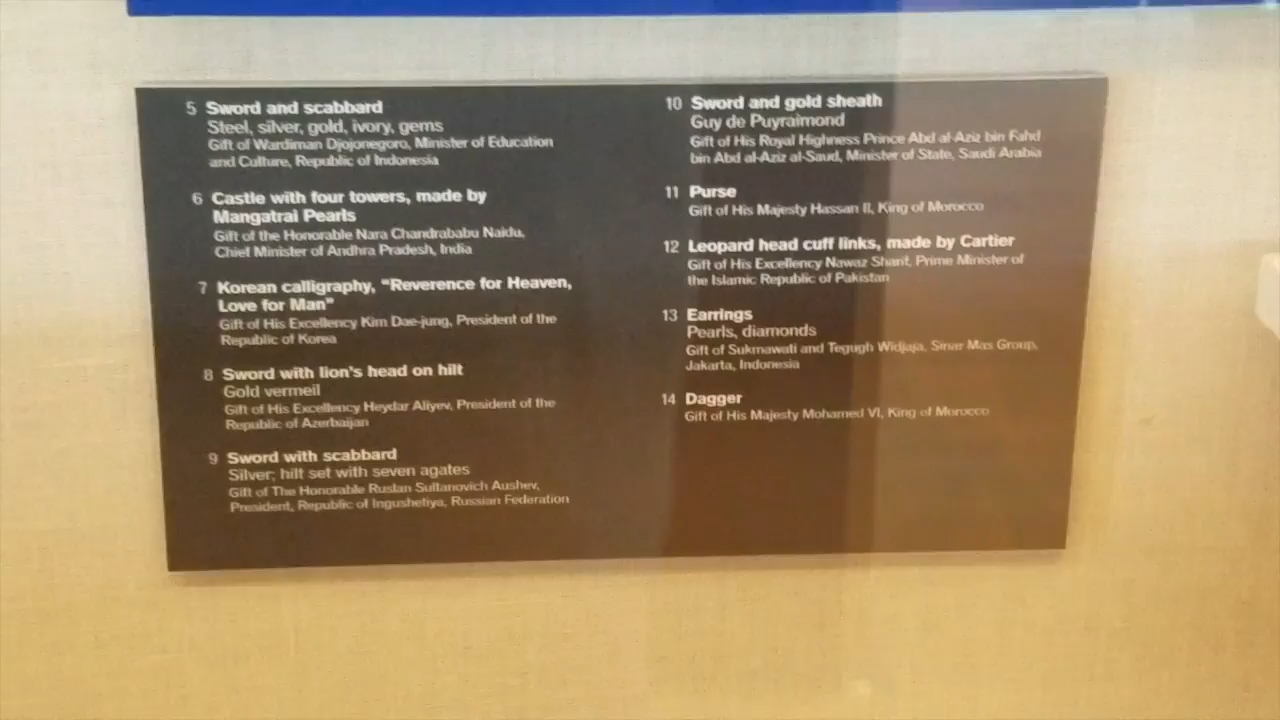 5 Sword and scabbard
Steel, silver, gold, ivory, gems
Gift of Wardiman Djojonegoro, Minister of Education
and Culture, Republic of Indonesia
6 Castle with four towers, made by
Mangatrai Pearls
Gift of the Honorable Nara Chandrababu Naidu,
Chief Minister of Andhra Pradesh, India
7 Korean calligraphy, "Reverence for Heaven,
Love for Man"
Gift of His Excellency Kim Dae-jung, President of the
Republic of Korea
8 Sword with lion's head on hilt
Gold vermeil
Gift of His Excellency Heydar Aliyev, President of the
Republic of Azerbaijan
9 Sword with scabbard
Silver; hilt set with seven agates
Gift of The Honorable Ruslan Sultanovich Aushev,
President, Republic of Ingushetiya, Russian Federation
10 Sword and gold sheath
Guy de Puyraimond
Gift of His Royal Highness Prince Abd al-Aziz bin Fahd
bin Abd al-Aziz al-Saud, Minister of State, Saudi Arabia
11 Purse
Gift of His Majesty Hassan II, King of Morocco
12 Leopard head cuff links, made by Cartier
Gift of His Excellency Nawaz Sharif, Prime Minister of
the Islamic Republic of Pakistan
13 Earrings
Pearls, diamonds
Gift of Sukmawati and Tegugh Widjaja, Sinar Mas Group,
Jakarta, Indonesia
14 Dagger
Gift of His Majesty Mohamed VI, King of Morocco